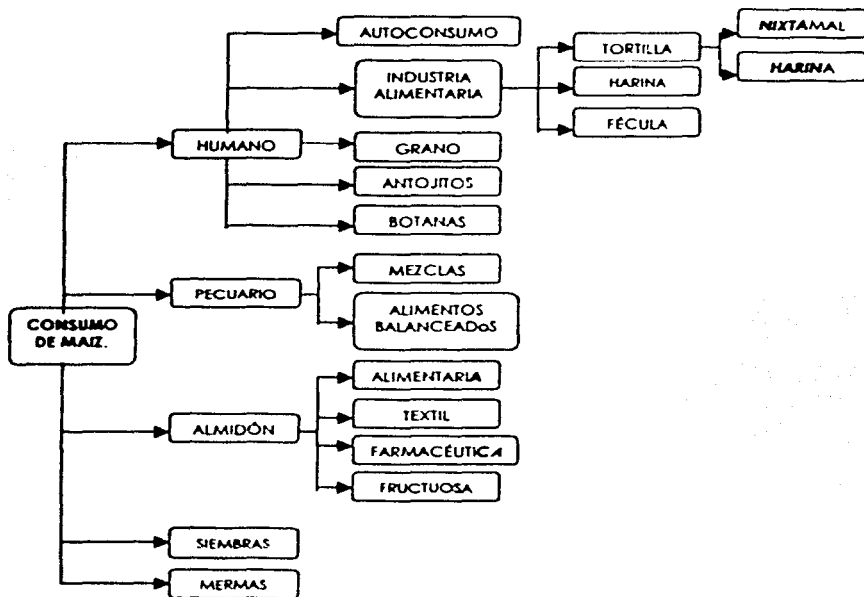 AUTOCONSUMO
INDUSTRIA
ALIMENTARIA
TORTILLA
NIXTAMAL
HARINA
HARINA
FÉCULA
HUMANO
GRANO
ANTOJITOS
BOTANAS
PECUARIO
MEZCLAS
ALIMENTOS
BALANCEADoS
CONSUMO
DE MAIZ.
ALMIDÓN
ALIMENTARIA
TEXTIL
FARMACÉUTICA
FRUCTUOSA
SIEMBRAS
MERMAS